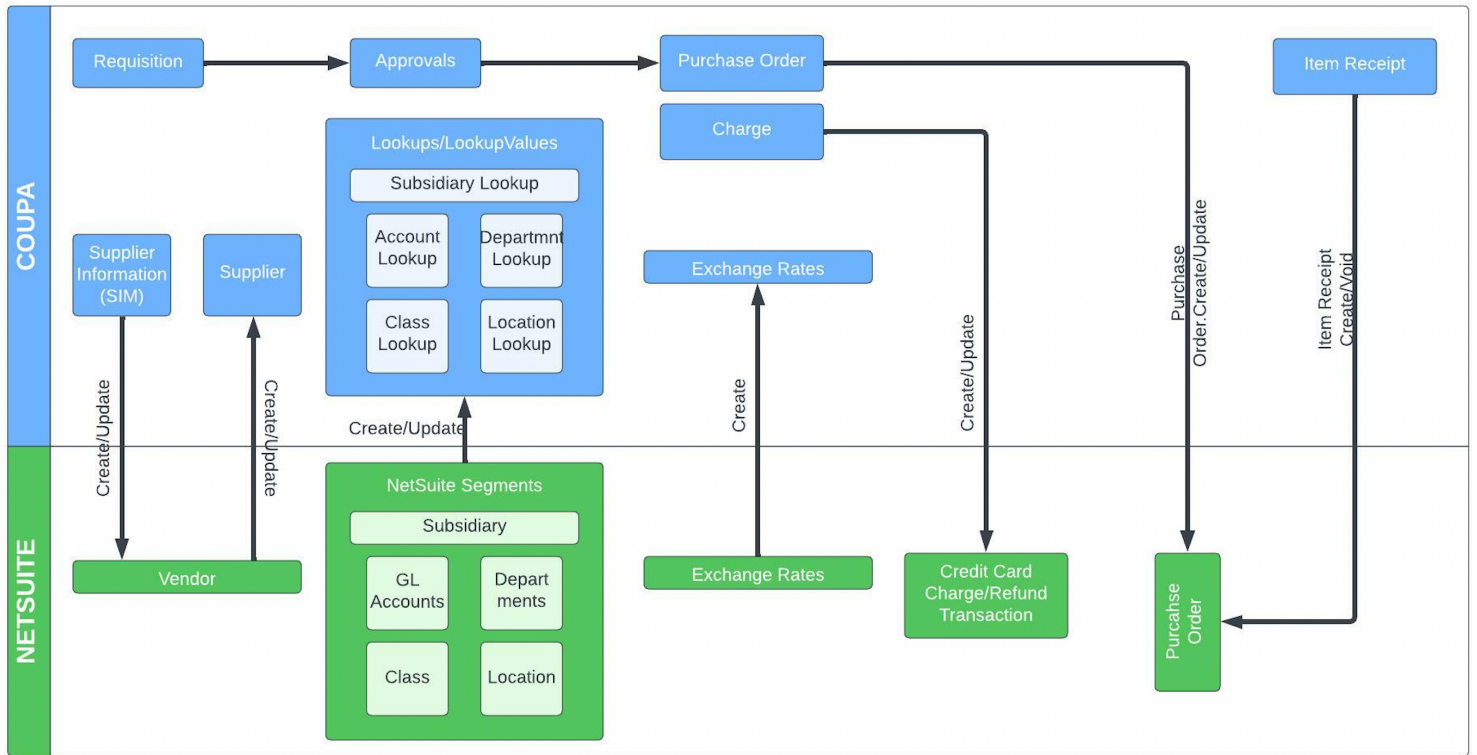 COUPA
Requisition
Approvals
Purchase Order
Item Receipt
Charge
Lookups/LookupValues
Subsidiary Lookup
Account
Lookup
Departmnt
Lookup
Class
Lookup
Location
Lookup
Supplier
Information
(SIM)
Supplier
Exchange Rates
Create/Update
Create/Update
Create/Update
Create
Create/Update
Purchase
Order.Create/Update
Item Receipt
Create/Void
NETSUITE
Vendor
NetSuite Segments
Subsidiary
GL
Accounts
Depart
ments
Class
Location
Exchange Rates
Credit Card
Charge/Refund
Transaction
Purcahse
Order